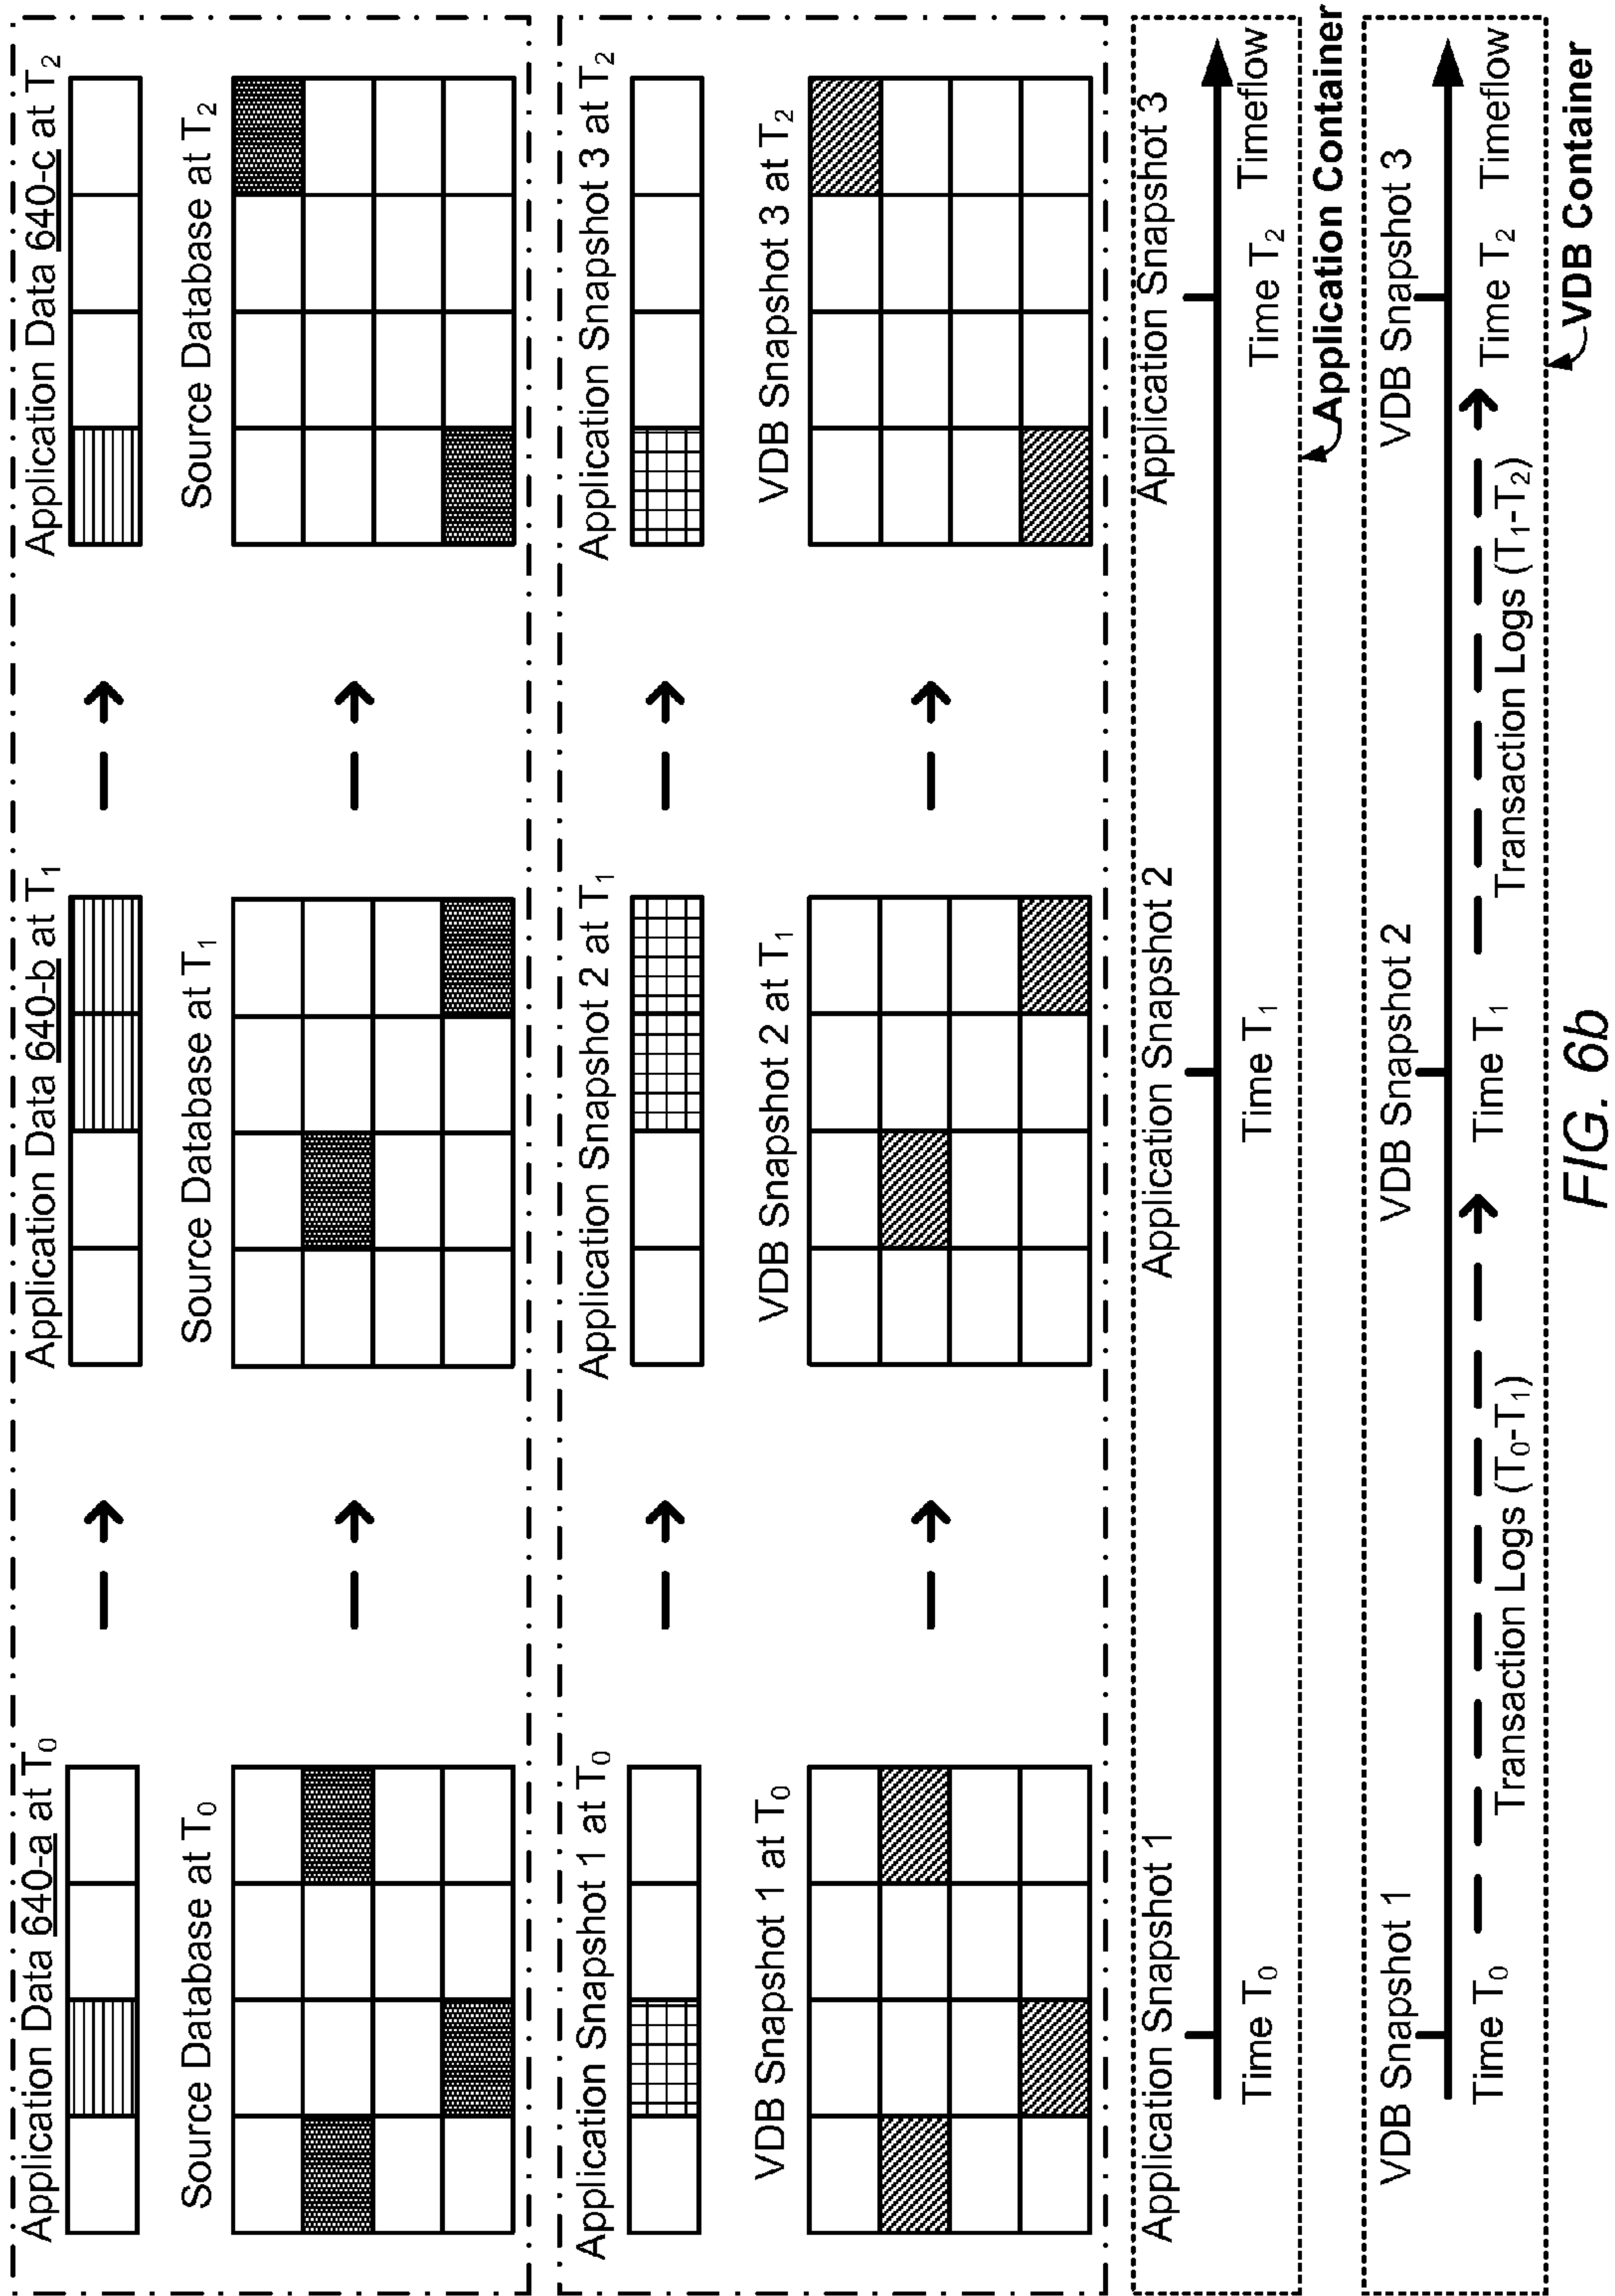 Application Data 640-a at T₀
Application Data 640-b at T₁
Application Data 640-c at T₂
Source Database at T₀
Source Database at T₁
Source Database at T₂
Application Snapshot 1 at T₀
Application Snapshot 2 at T₁
Application Snapshot 3 at T₂
VDB Snapshot 1 at T₀
VDB Snapshot 2 at T₁
VDB Snapshot 3 at T₂
Application Snapshot 1
Application Snapshot 2
Application Snapshot 3
Time T₀
Time T₁
Time T₂
Timeflow
Application Container
VDB Snapshot 1
VDB Snapshot 2
VDB Snapshot 3
Time T₀
Time T₁
Time T₂
Timeflow
Transaction Logs (T₀-T₁)
Transaction Logs (T₁-T₂)
VDB Container
FIG. 6b